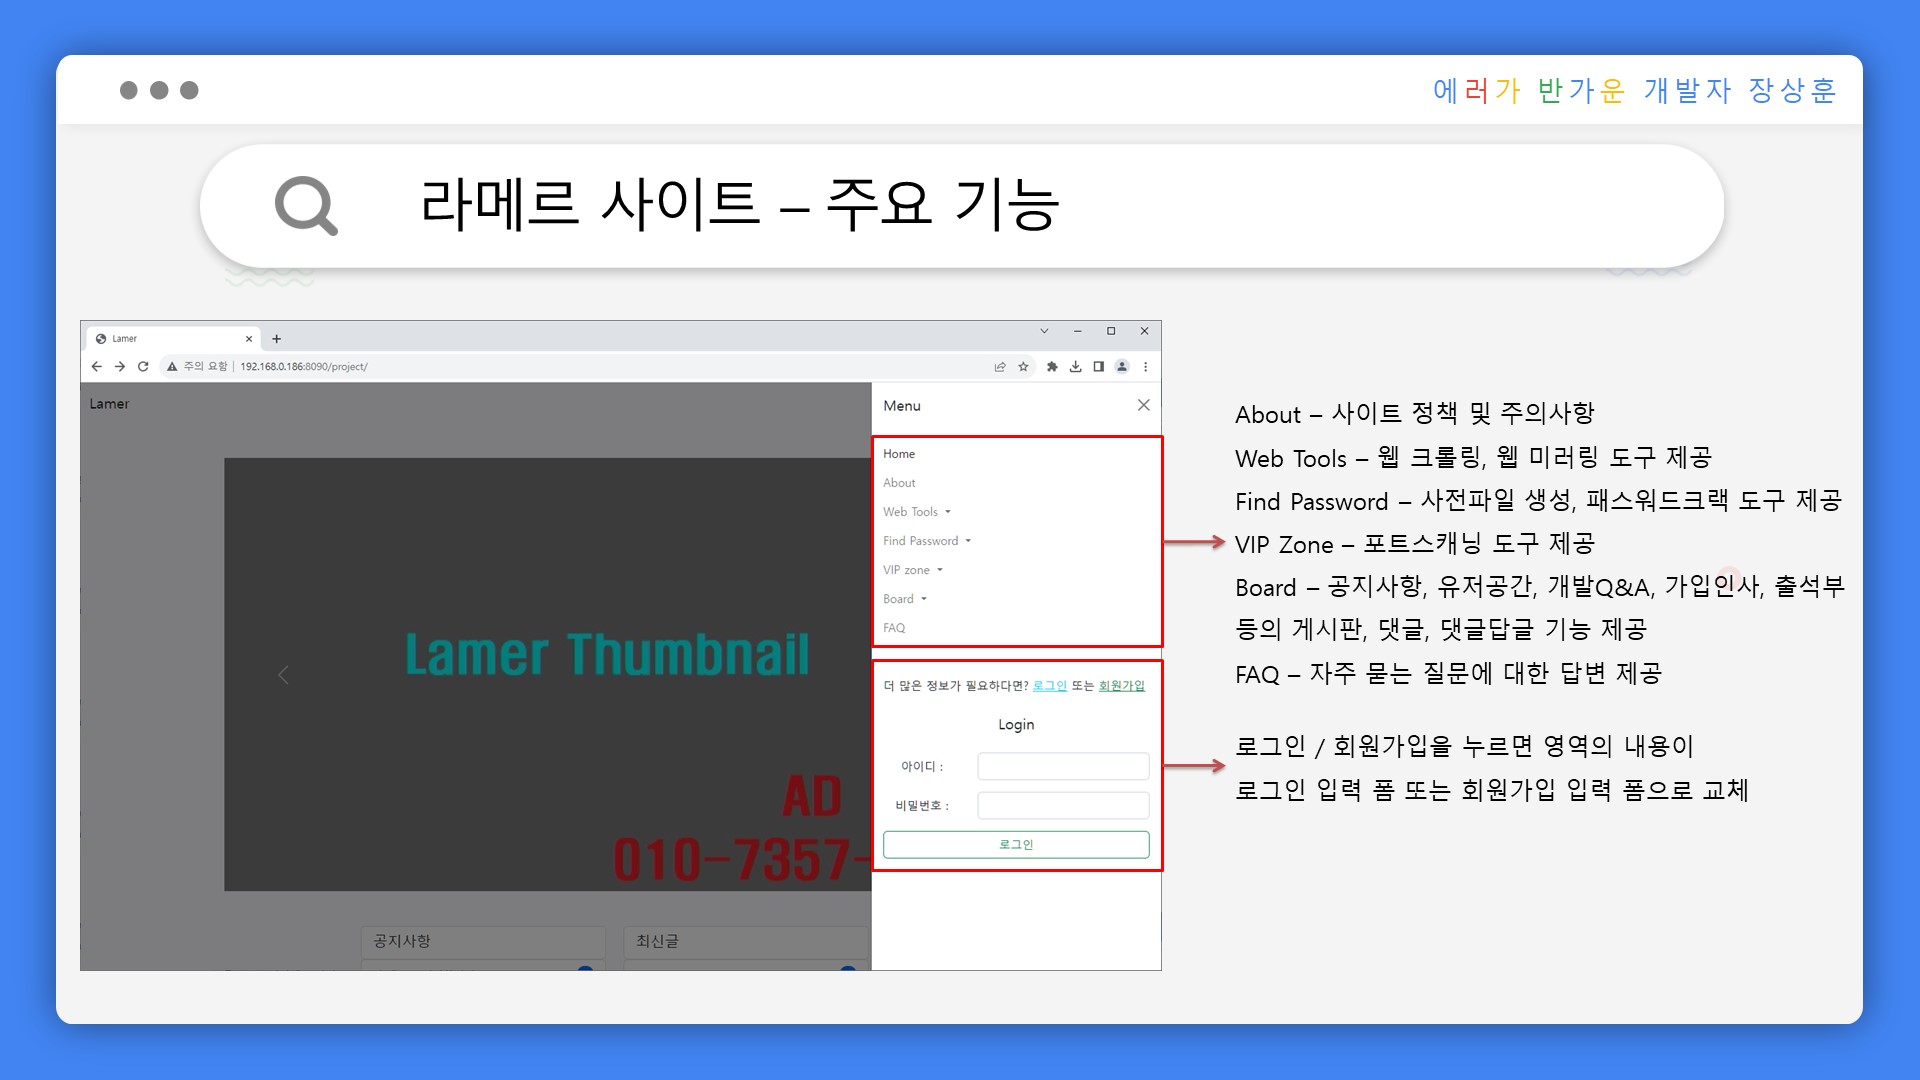 에러가 반가운 개발자 장상훈
라메르 사이트 – 주요 기능
Lamer
주의 요함 | 192.168.0.186:8090/project/
Lamer
Menu
Home
About
Web Tools
Find Password
VIP zone
Board
FAQ
Lamer Thumbnail
AD
010-7357-
더 많은 정보가 필요하다면? 로그인 또는 회원가입
Login
아이디 :
비밀번호 :
로그인
공지사항
최신글
About – 사이트 정책 및 주의사항
Web Tools – 웹 크롤링, 웹 미러링 도구 제공
Find Password – 사전파일 생성, 패스워드크랙 도구 제공
VIP Zone – 포트스캐닝 도구 제공
Board – 공지사항, 유저공간, 개발Q&A, 가입인사, 출석부
등의 게시판, 댓글, 댓글답글 기능 제공
FAQ – 자주 묻는 질문에 대한 답변 제공
로그인 / 회원가입을 누르면 영역의 내용이
로그인 입력 폼 또는 회원가입 입력 폼으로 교체